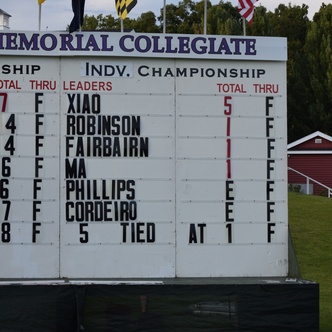 MEMORIAL COLLEGIATE
SHIP INDV. CHAMPIONSHIP
TOTAL THRU LEADERS TOTAL THRU
7 F XIAO 5 F
4 F ROBINSON 1 F
4 F FAIRBAIRN 1 F
6 F MA 1 F
6 F PHILLIPS E F
7 F CORDEIRO E F
8 F 5 TIED AT 1 F